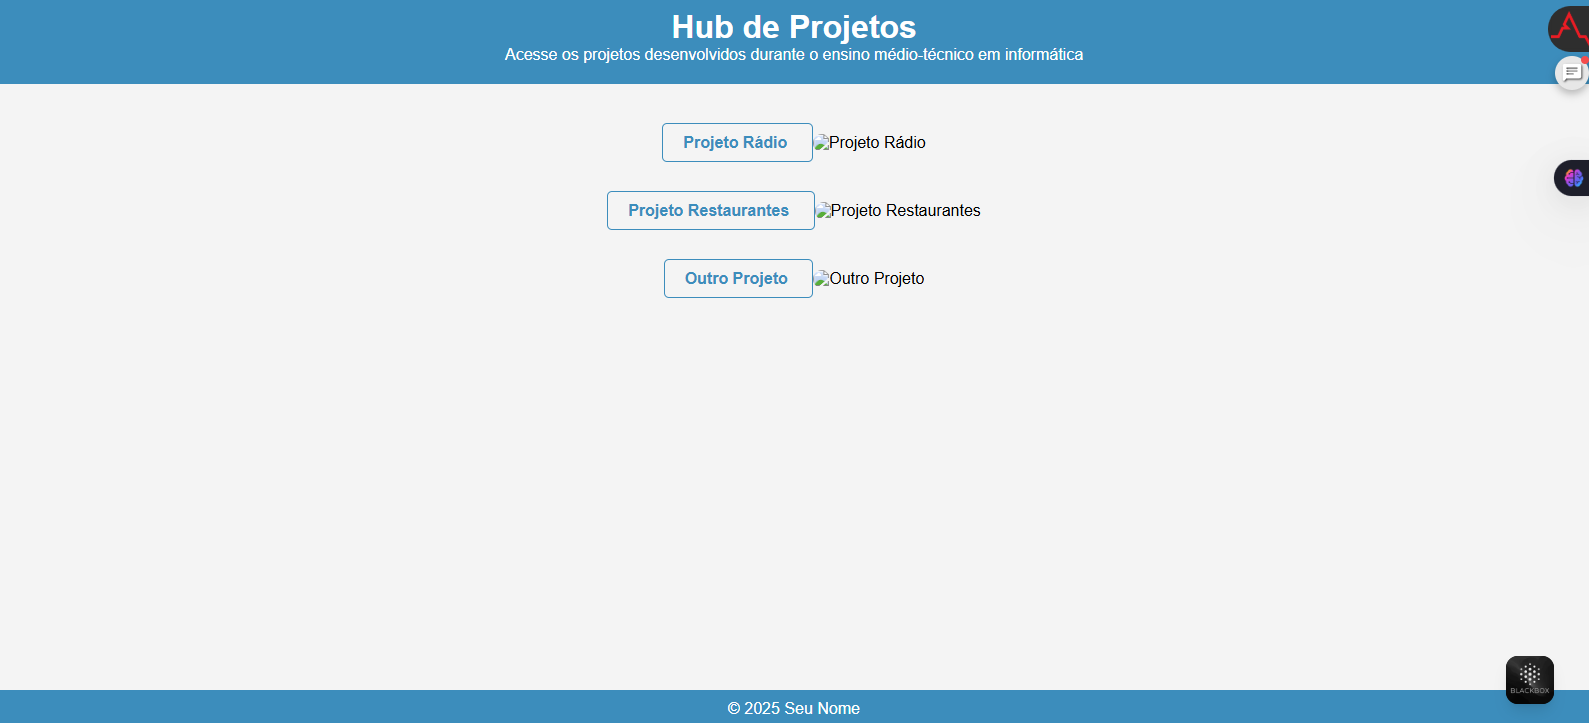 Hub de Projetos
Acesse os projetos desenvolvidos durante o ensino médio-técnico em informática
Projeto Rádio Projeto Rádio
Projeto Restaurantes Projeto Restaurantes
Outro Projeto Outro Projeto
BLACKBOX
© 2025 Seu Nome